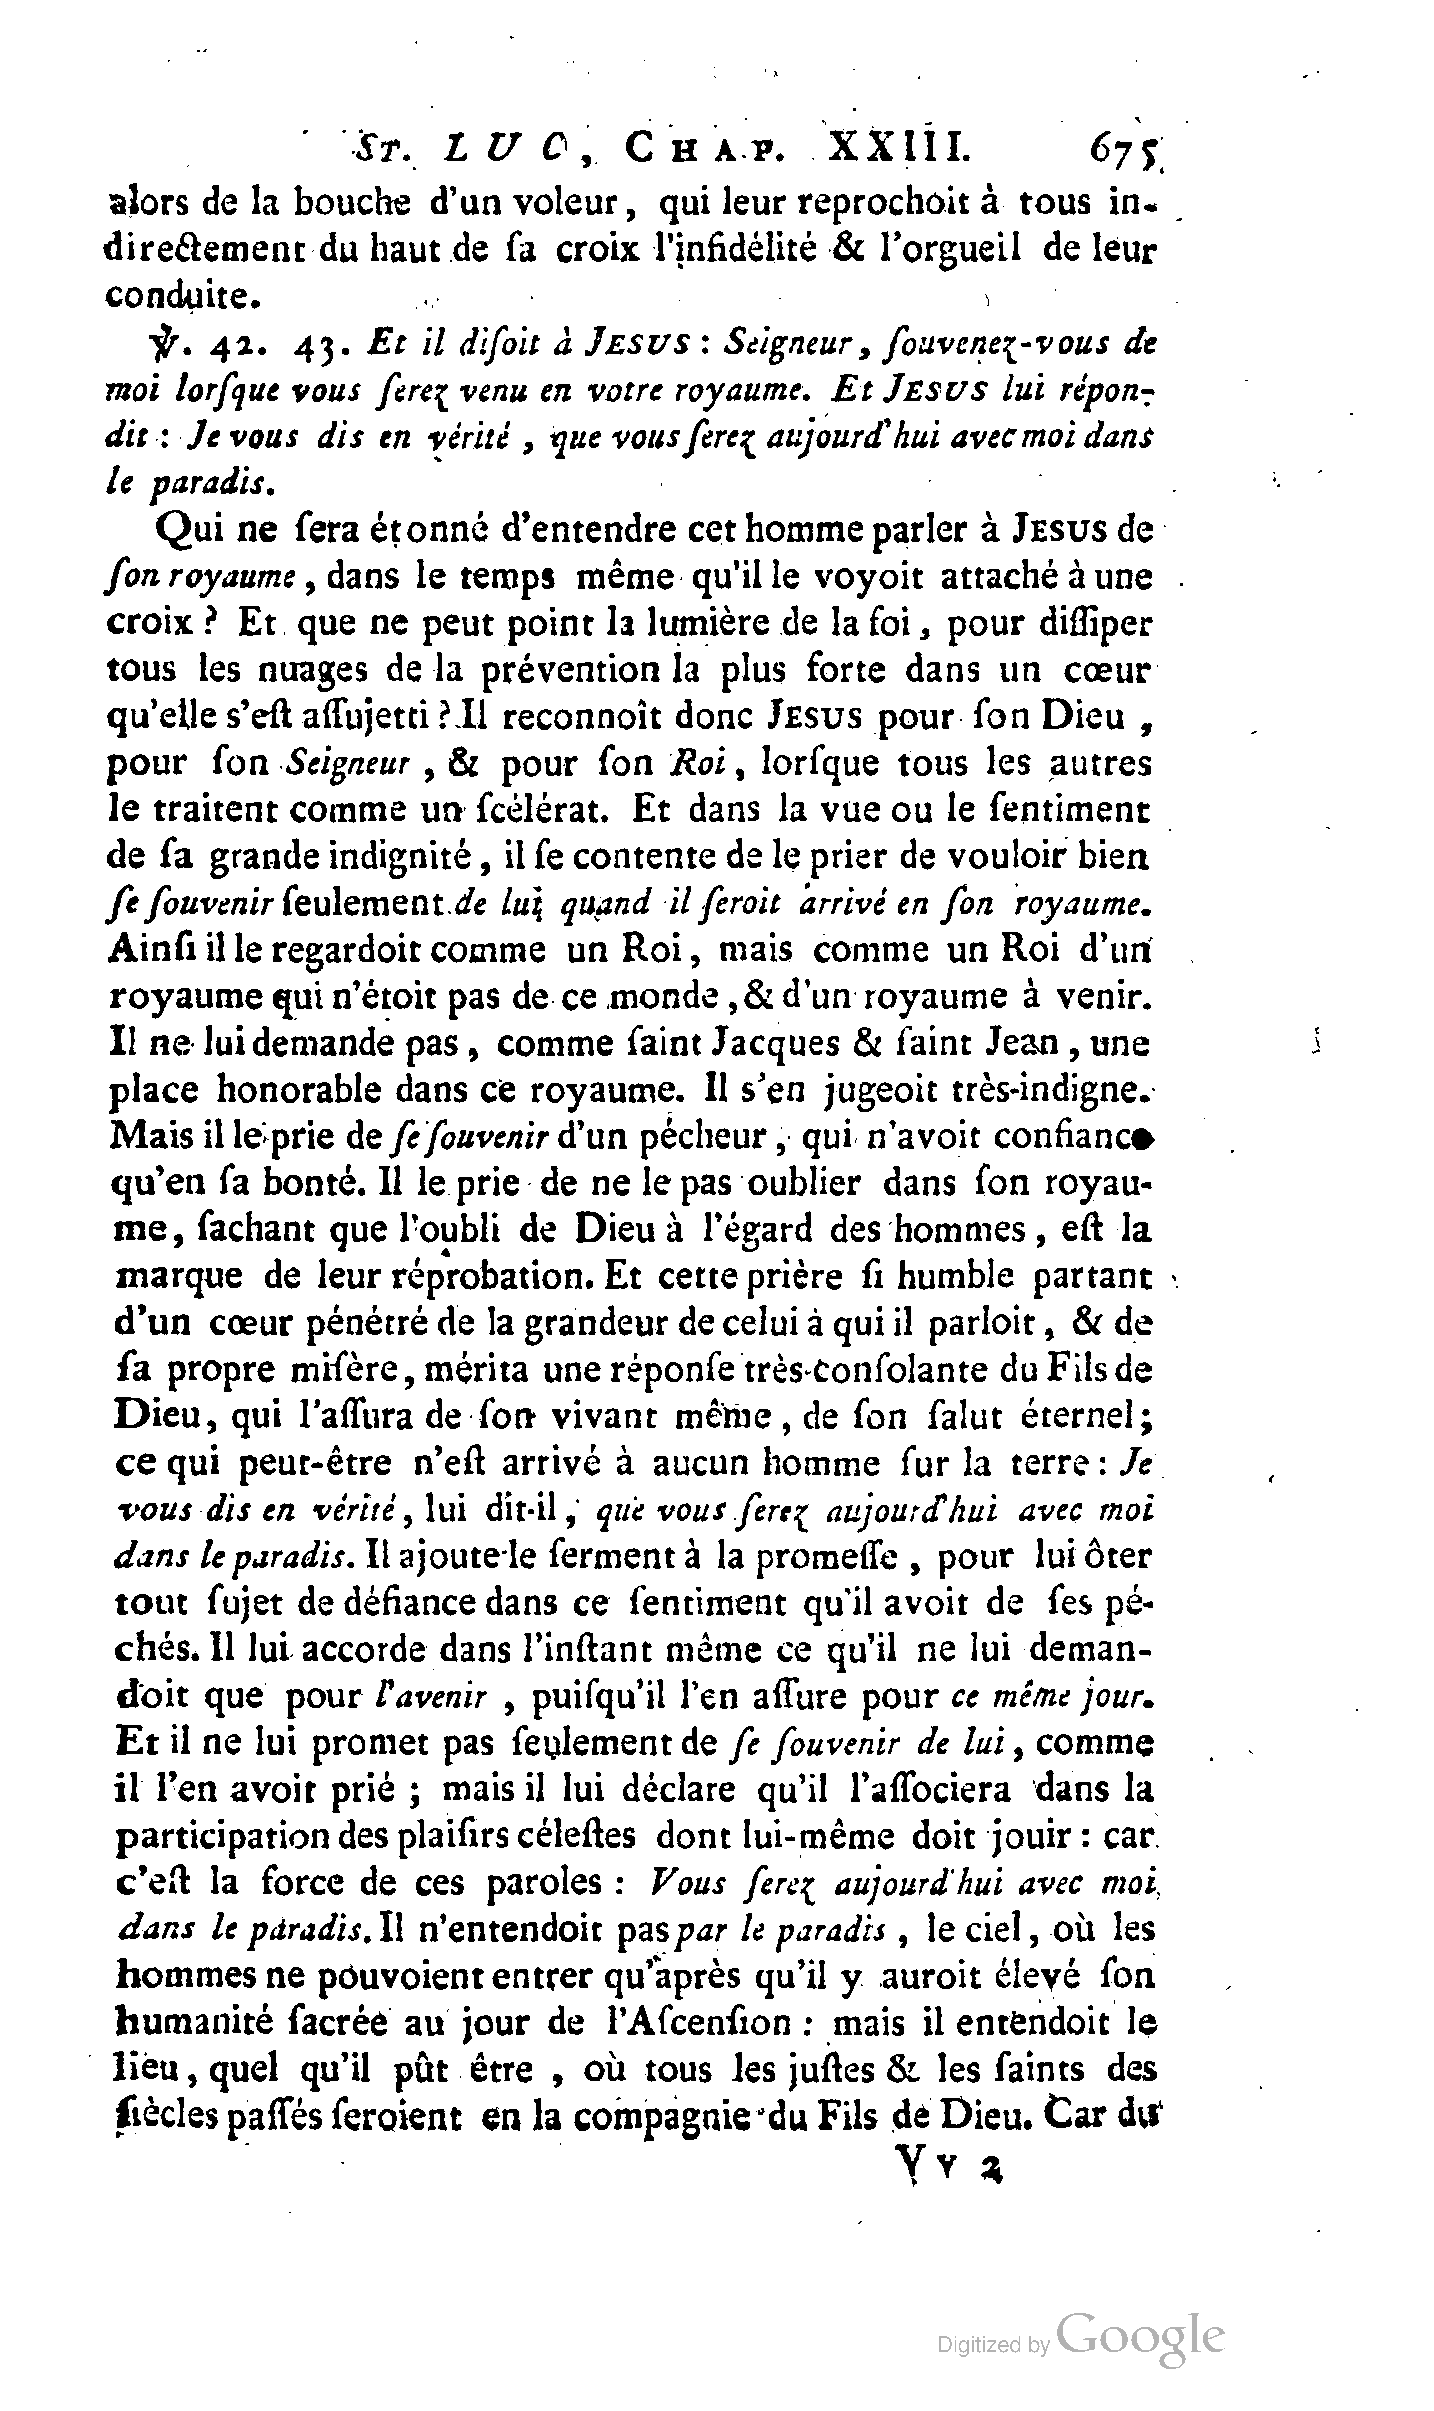 ST. LUC, CHAP. XXIII. 675
alors de la bouche d'un voleur, qui leur reprochoit à tous in-
directement du haut de ſa croix l'infidélité & l'orgueil de leur
conduite.
℣. 42. 43. Et il diſoit à JESUS : Seigneur, ſouvenez-vous de
moi lorſque vous ſerez venu en votre royaume. Et JESUS lui répon-
dit : Je vous dis en vérité, que vous ſerez aujourd'hui avec moi dans
le paradis.
Qui ne ſera étonné d'entendre cet homme parler à JESUS de
ſon royaume, dans le temps même qu'il le voyoit attaché à une
croix ? Et que ne peut point la lumière de la foi, pour diſſiper
tous les nuages de la prévention la plus forte dans un cœur
qu'elle s'eſt aſſujetti ? Il reconnoît donc JESUS pour ſon Dieu,
pour ſon Seigneur, & pour ſon Roi, lorſque tous les autres
le traitent comme un ſcélérat. Et dans la vue ou le ſentiment
de ſa grande indignité, il ſe contente de le prier de vouloir bien
ſe ſouvenir ſeulement de lui quand il ſeroit arrivé en ſon royaume.
Ainſi il le regardoit comme un Roi, mais comme un Roi d'un
royaume qui n'étoit pas de ce monde, & d'un royaume à venir.
Il ne lui demande pas, comme ſaint Jacques & ſaint Jean, une
place honorable dans ce royaume. Il s'en jugeoit très-indigne.
Mais il le prie de ſe ſouvenir d'un pécheur, qui n'avoit confiance
qu'en ſa bonté. Il le prie de ne le pas oublier dans ſon royau-
me, ſachant que l'oubli de Dieu à l'égard des hommes, eſt la
marque de leur réprobation. Et cette prière ſi humble partant
d'un cœur pénétré de la grandeur de celui à qui il parloit, & de
ſa propre miſère, mérita une réponſe très-conſolante du Fils de
Dieu, qui l'aſſura de ſon vivant même, de ſon ſalut éternel;
ce qui peut-être n'eſt arrivé à aucun homme ſur la terre : Je
vous dis en vérité, lui dit-il, que vous ſerez aujourd'hui avec moi
dans le paradis. Il ajoute le ſerment à la promeſſe, pour lui ôter
tout ſujet de défiance dans ce ſentiment qu'il avoit de ſes pé-
chés. Il lui accorde dans l'inſtant même ce qu'il ne lui deman-
doit que pour l'avenir, puiſqu'il l'en aſſure pour ce même jour.
Et il ne lui promet pas ſeulement de ſe ſouvenir de lui, comme
il l'en avoit prié ; mais il lui déclare qu'il l'aſſociera dans la
participation des plaiſirs céleſtes dont lui-même doit jouir : car
c'eſt la force de ces paroles : Vous ſerez aujourd'hui avec moi,
dans le paradis. Il n'entendoit pas par le paradis, le ciel, où les
hommes ne pouvoient entrer qu'après qu'il y auroit élevé ſon
humanité ſacrée au jour de l'Aſcenſion : mais il entendoit le
lieu, quel qu'il pût être, où tous les juſtes & les ſaints des
ſiècles paſſés ſeroient en la compagnie du Fils de Dieu. Car du
Vv 2
Digitized by Google